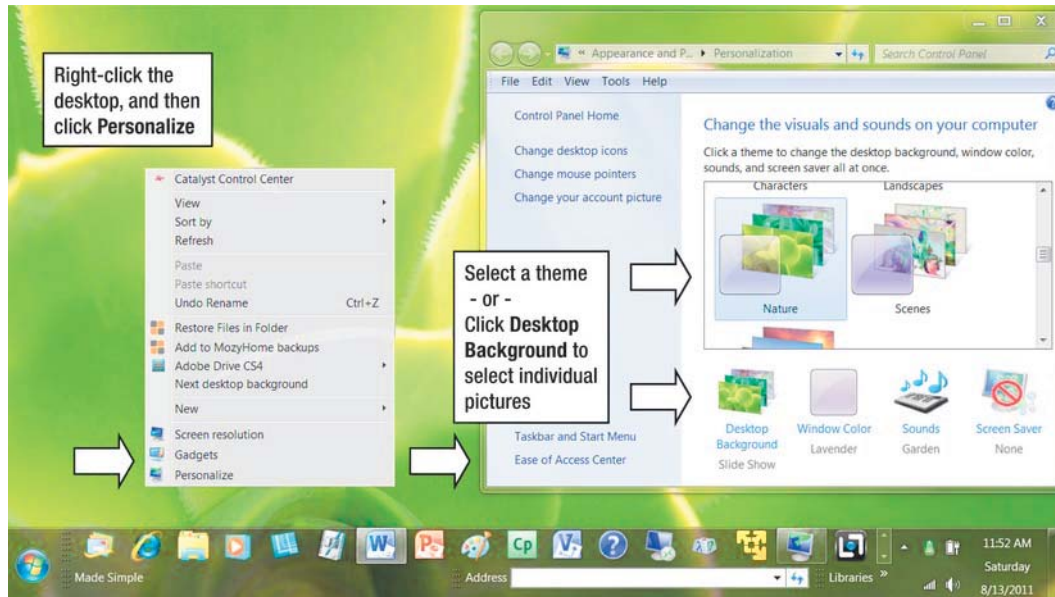 Right-click the
desktop, and then
click Personalize
Catalyst Control Center
View
Sort by
Refresh
Paste
Paste shortcut
Undo Rename Ctrl+Z
Restore Files in Folder
Add to MozyHome backups
Adobe Drive CS4
Next desktop background
New
Screen resolution
Gadgets
Personalize
« Appearance and P... Personalization
Search Control Panel
File Edit View Tools Help
Control Panel Home
Change desktop icons
Change mouse pointers
Change your account picture
Change the visuals and sounds on your computer
Click a theme to change the desktop background, window color,
sounds, and screen saver all at once.
Characters Landscapes
Nature Scenes
Select a theme
- or -
Click Desktop
Background to
select individual
pictures
Desktop
Background
Slide Show
Window Color
Lavender
Sounds
Garden
Screen Saver
None
Taskbar and Start Menu
Ease of Access Center
Made Simple
Address
Libraries »
Cp
11:52 AM
Saturday
8/13/2011